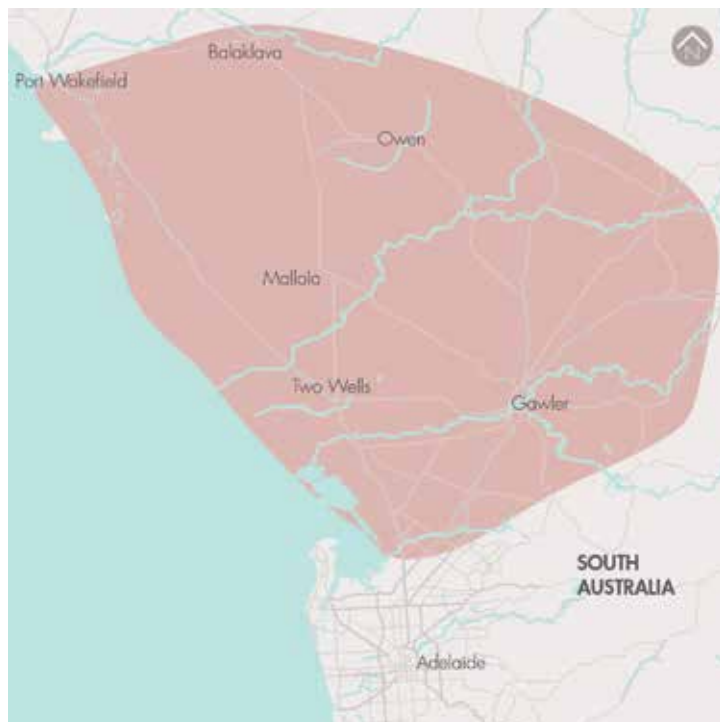 Balaklava
N
Port Wakefield
Owen
Mallala
Two Wells
Gawler
SOUTH
AUSTRALIA
Adelaide